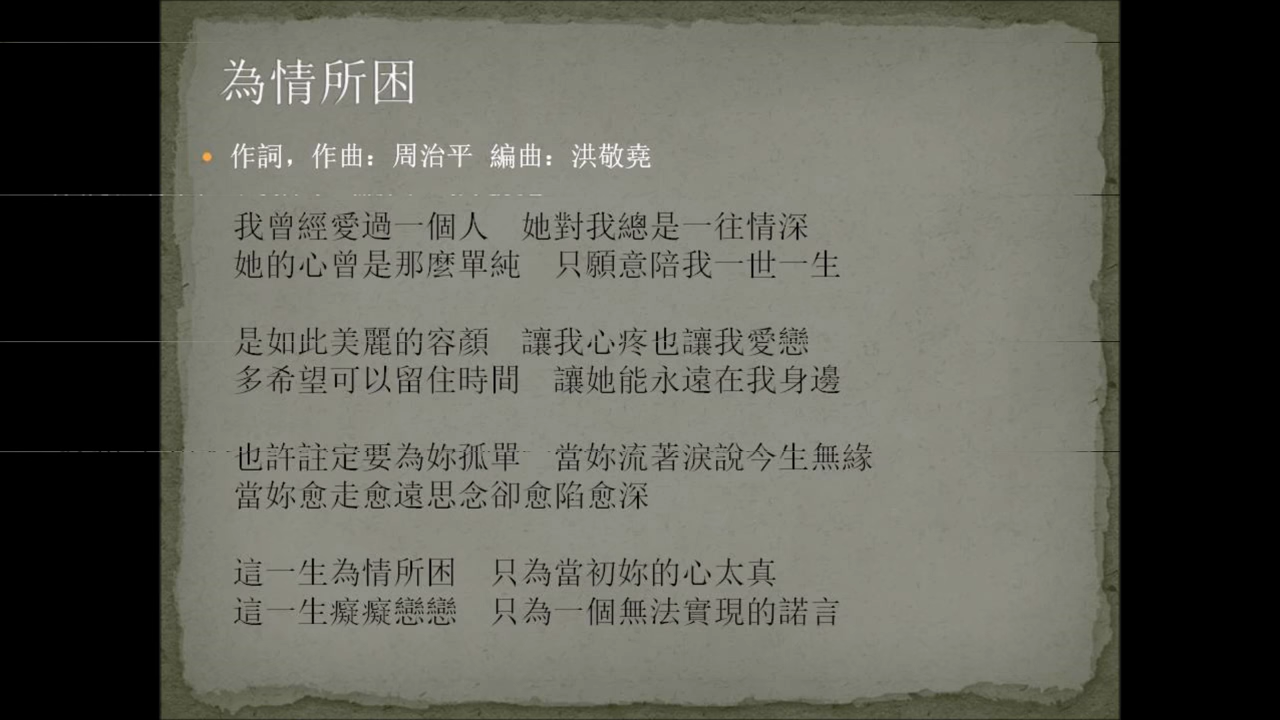 為情所困
作詞，作曲：周治平 編曲：洪敬堯
我曾經愛過一個人　她對我總是一往情深
她的心曾是那麼單純　只願意陪我一世一生
是如此美麗的容顏　讓我心疼也讓我愛戀
多希望可以留住時間　讓她能永遠在我身邊
也許註定要為妳孤單　當妳流著淚說今生無緣
當妳愈走愈遠思念卻愈陷愈深
這一生為情所困　只為當初妳的心太真
這一生癡癡戀戀　只為一個無法實現的諾言